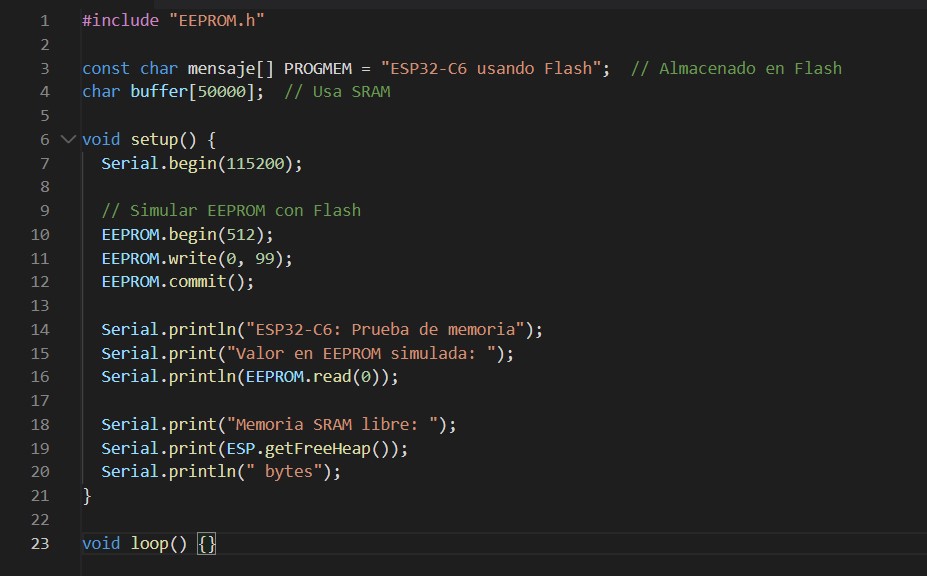 1 #include "EEPROM.h"
2
3 const char mensaje[] PROGMEM = "ESP32-C6 usando Flash";  // Almacenado en Flash
4 char buffer[50000];  // Usa SRAM
5
6 void setup() {
7   Serial.begin(115200);
8
9   // Simular EEPROM con Flash
10   EEPROM.begin(512);
11   EEPROM.write(0, 99);
12   EEPROM.commit();
13
14   Serial.println("ESP32-C6: Prueba de memoria");
15   Serial.print("Valor en EEPROM simulada: ");
16   Serial.println(EEPROM.read(0));
17
18   Serial.print("Memoria SRAM libre: ");
19   Serial.print(ESP.getFreeHeap());
20   Serial.println(" bytes");
21 }
22
23 void loop() {}